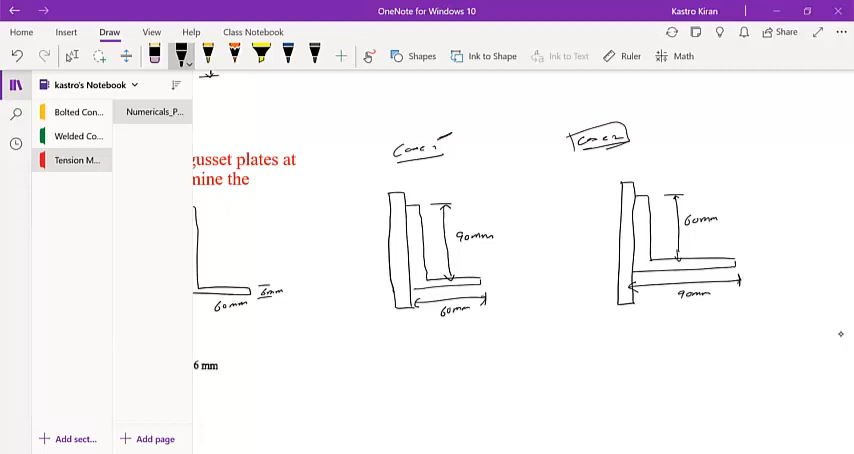 OneNote for Windows 10
Kastro Kiran
Home Insert Draw View Help Class Notebook
Share
Shapes Ink to Shape Ink to Text Ruler Math
kastro's Notebook
Bolted Con...
Welded Co...
Tension M...
Numericals_P...
gusset plates at
mine the
60mm
6mm
6 mm
Case 1
90mm
60mm
Case 2
60mm
90mm
Add sect...
Add page